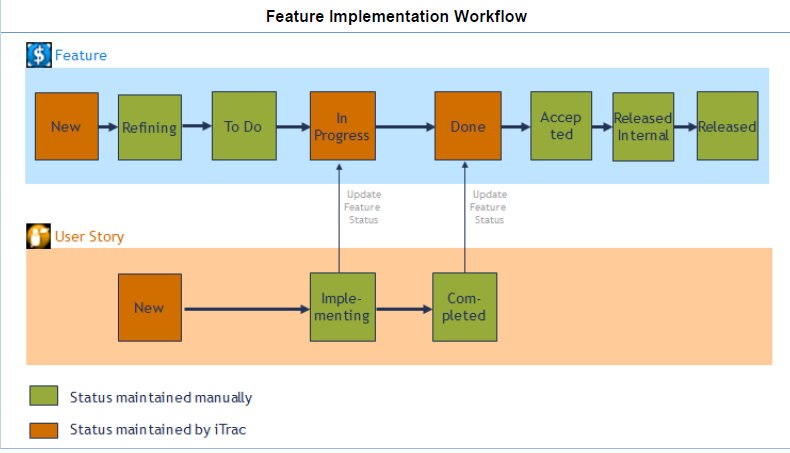 Feature Implementation Workflow
$ Feature
New
Refining
To Do
In
Progress
Done
Accep
ted
Released
Internal
Released
Update
Feature
Status
Update
Feature
Status
User Story
New
Imple-
menting
Com-
pleted
Status maintained manually
Status maintained by iTrac